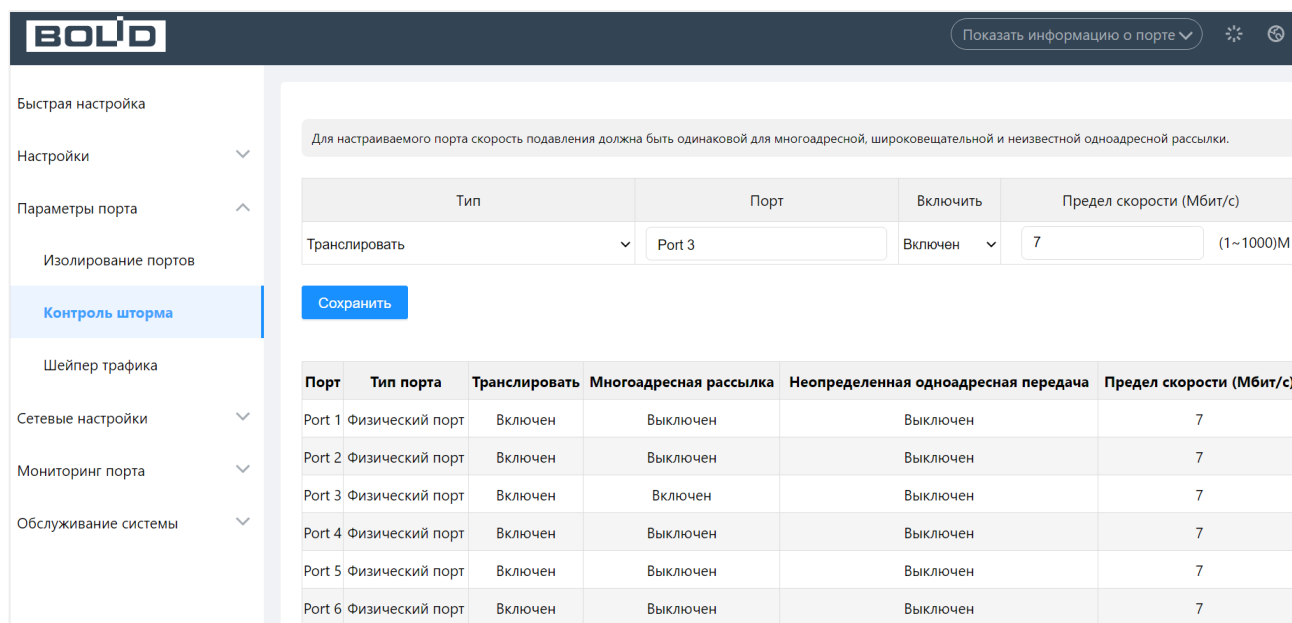 BOLID
Показать информацию о порте
Быстрая настройка
Настройки
Параметры порта
Изолирование портов
Контроль шторма
Шейпер трафика
Сетевые настройки
Мониторинг порта
Обслуживание системы
Для настраиваемого порта скорость подавления должна быть одинаковой для многоадресной, широковещательной и неизвестной одноадресной рассылки.
Тип Порт Включить Предел скорости (Мбит/с)
Транслировать Port 3 Включен 7 (1~1000)M
Сохранить
Порт Тип порта Транслировать Многоадресная рассылка Неопределенная одноадресная передача Предел скорости (Мбит/с)
Port 1 Физический порт Включен Выключен Выключен 7
Port 2 Физический порт Включен Выключен Выключен 7
Port 3 Физический порт Включен Включен Выключен 7
Port 4 Физический порт Включен Выключен Выключен 7
Port 5 Физический порт Включен Выключен Выключен 7
Port 6 Физический порт Включен Выключен Выключен 7